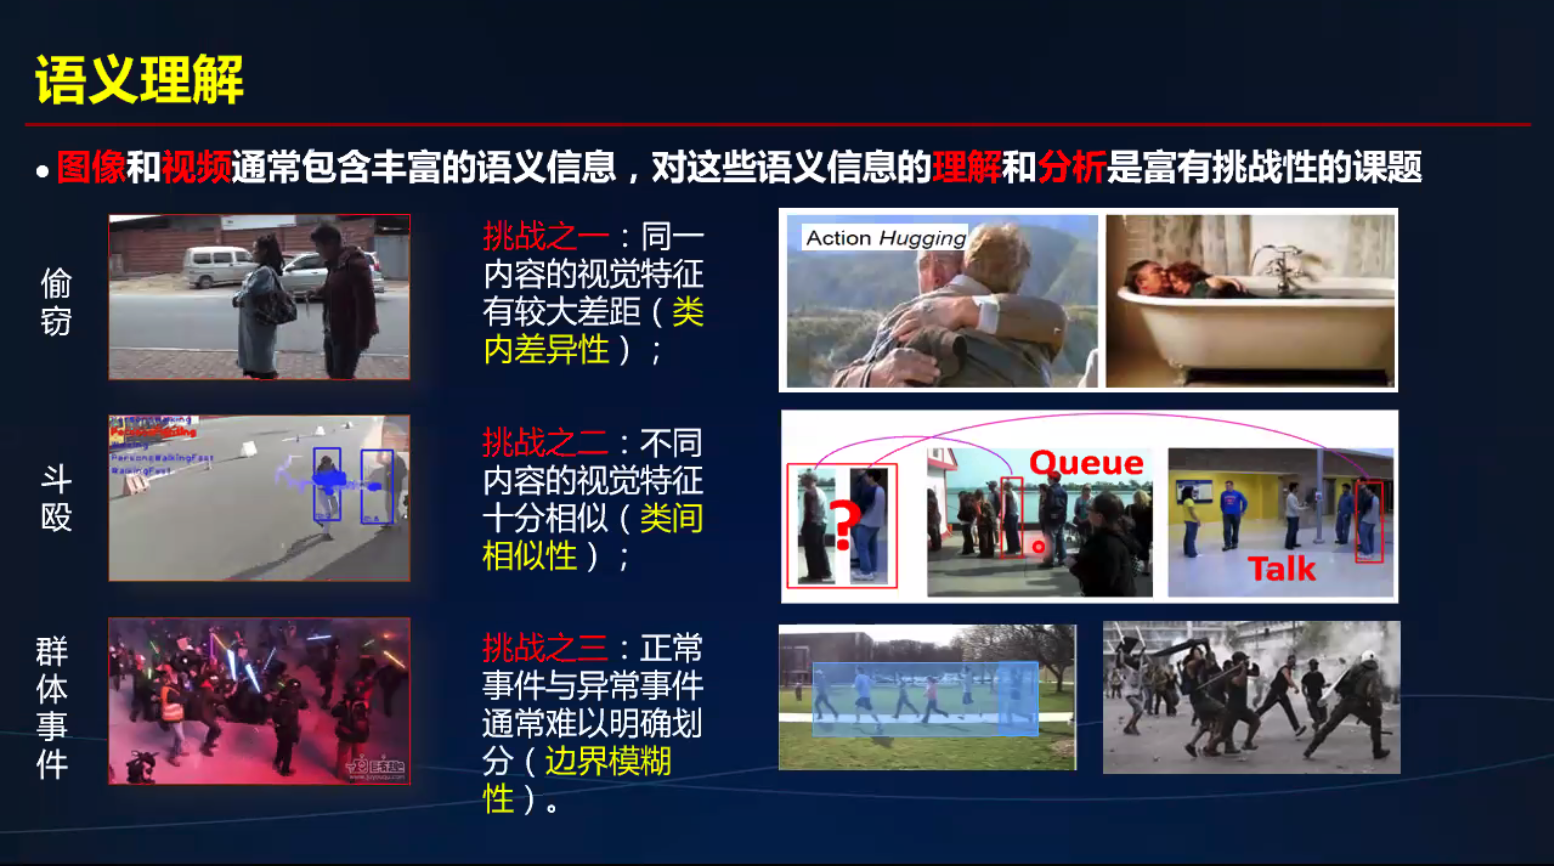 语义理解
●图像和视频通常包含丰富的语义信息，对这些语义信息的理解和分析是富有挑战性的课题
偷
窃
挑战之一：同一
内容的视觉特征
有较大差距（类
内差异性）；
Action Hugging
斗
殴
PersonsWalkingFast
WalkingFast
挑战之二：不同
内容的视觉特征
十分相似（类间
相似性）；
?
Queue
Talk
群
体
事
件
挑战之三：正常
事件与异常事件
通常难以明确划
分（边界模糊
性）。